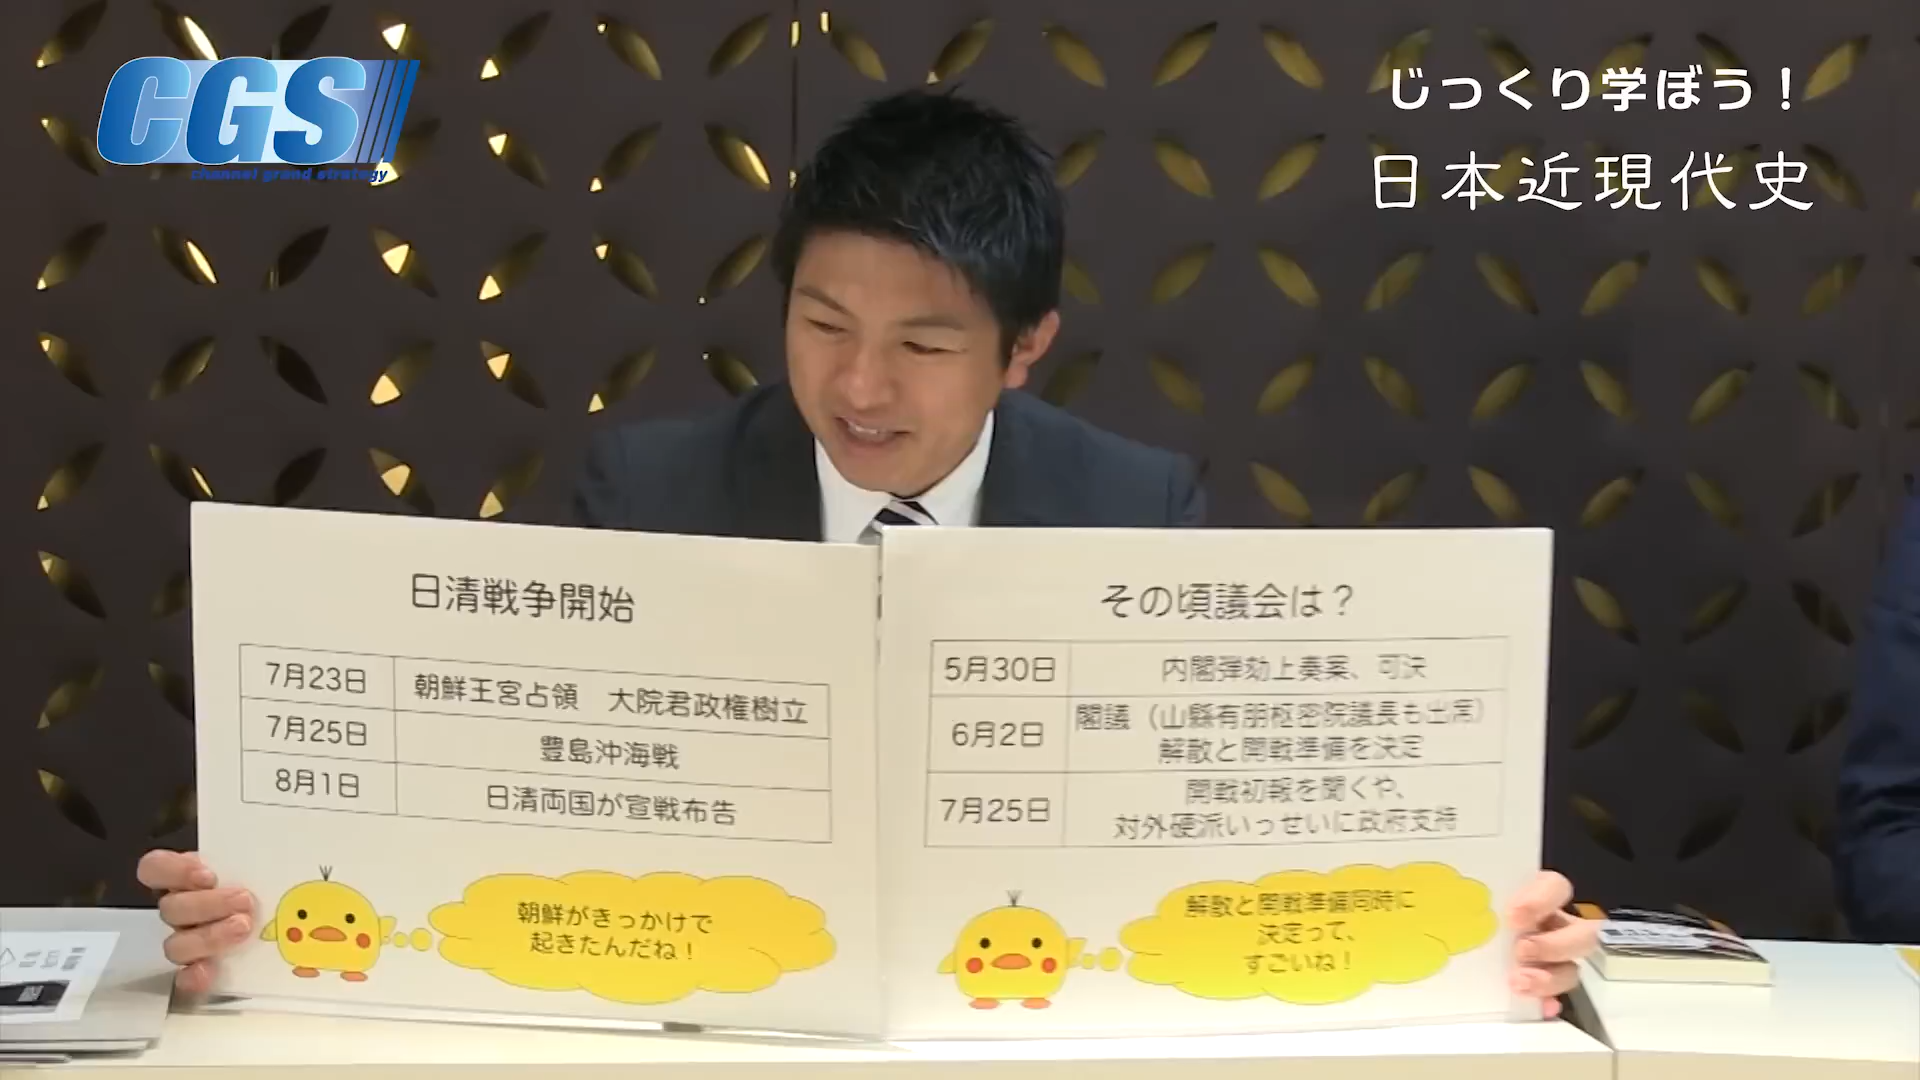 CGS
channel grand strategy
じっくり学ぼう！
日本近現代史
日清戦争開始
7月23日 朝鮮王宮占領　大院君政権樹立
7月25日 豊島沖海戦
8月1日 日清両国が宣戦布告
朝鮮がきっかけで
起きたんだね！
その頃議会は？
5月30日 内閣弾劾上奏案、可決
6月2日 閣議（山縣有朋枢密院議長も出席）
解散と開戦準備を決定
7月25日 開戦初報を聞くや、
対外硬派いっせいに政府支持
解散と開戦準備同時に
決定って、
すごいね！